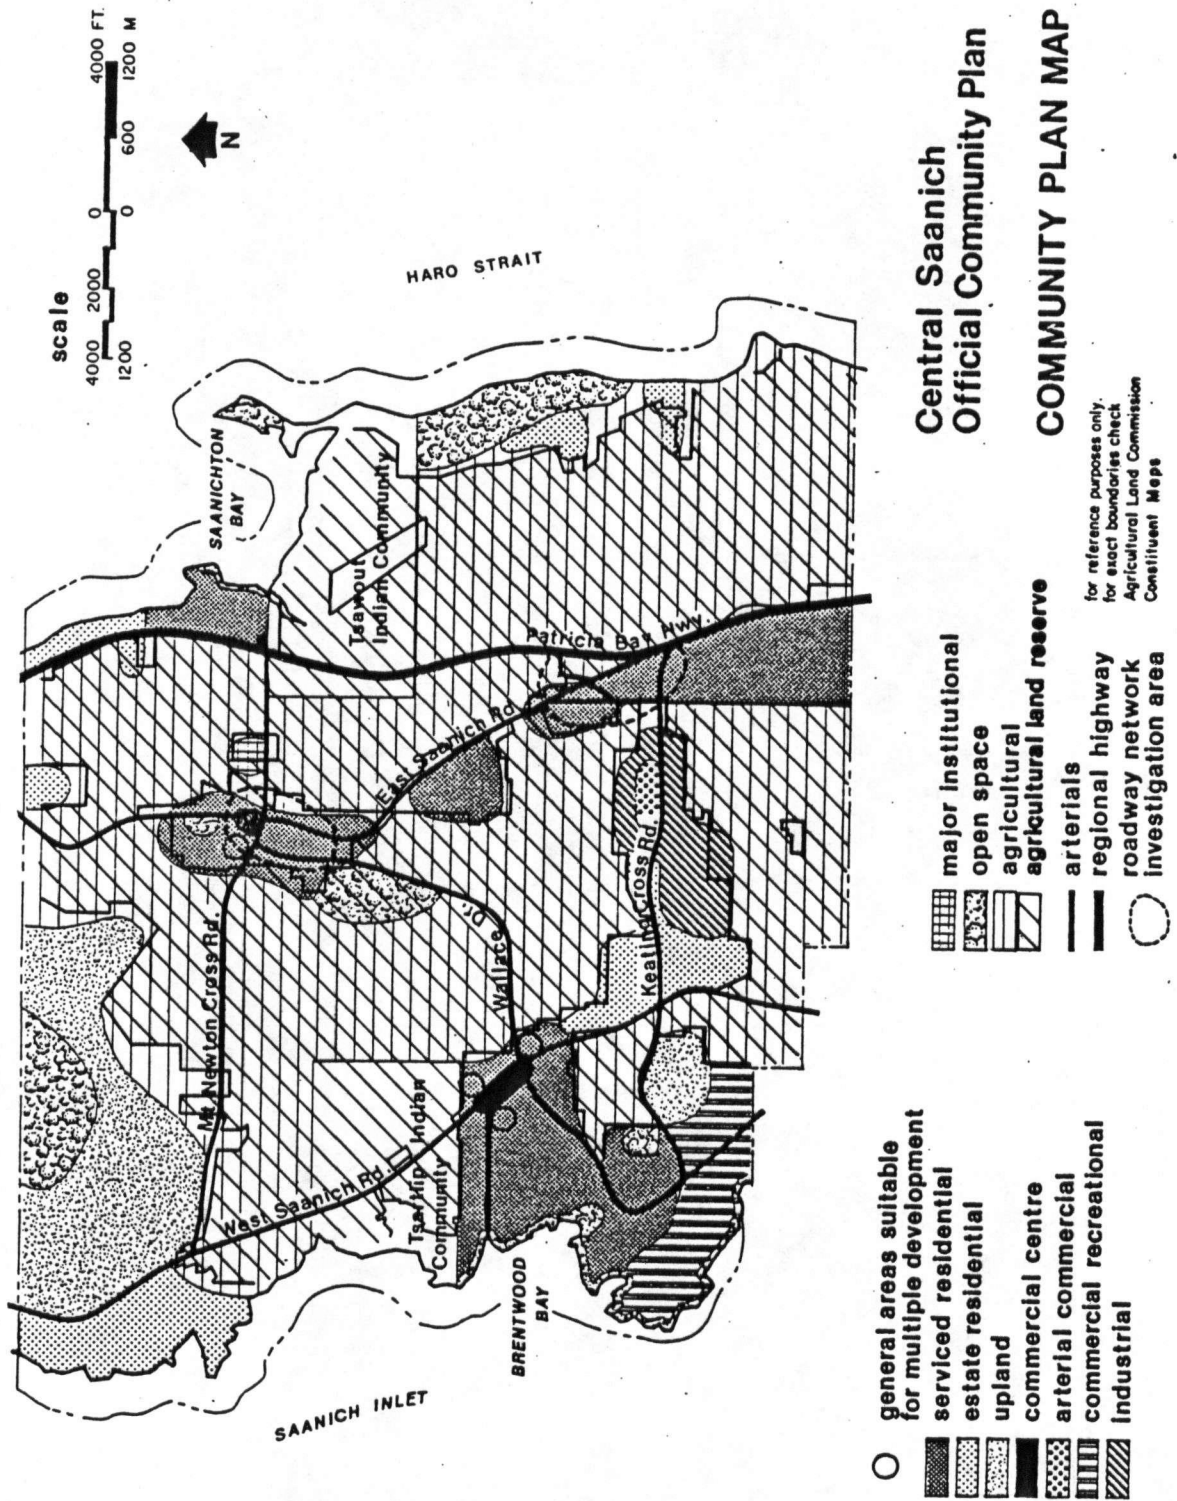 scale
4000 2000 0 4000 FT.
1200 0 600 1200 M
N
HARO STRAIT
SAANICHTON
BAY
Tsawout
Indian Community
Patricia Bay Hwy.
East Saanich Rd.
Mt. Newton Cross Rd.
Wallace Dr.
Keating Cross Rd.
West Saanich Rd.
Tsartlip Indian
Community
BRENTWOOD
BAY
SAANICH INLET
Central Saanich
Official Community Plan
COMMUNITY PLAN MAP
general areas suitable
for multiple development
serviced residential
estate residential
upland
commercial centre
arterial commercial
commercial recreational
industrial
major institutional
open space
agricultural
agricultural land reserve
for reference purposes only.
for exact boundaries check
Agricultural Land Commission
Constituent Maps
arterials
regional highway
roadway network
investigation area